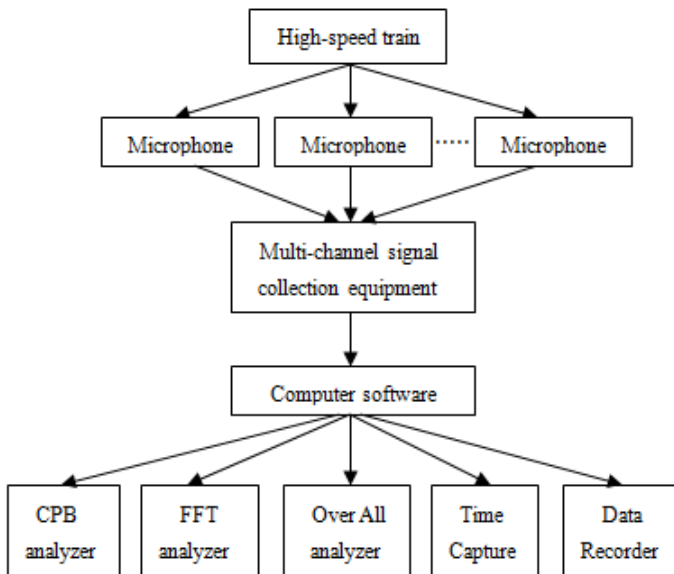 High-speed train
Microphone
Microphone
.....
Microphone
Multi-channel signal
collection equipment
Computer software
CPB
analyzer
FFT
analyzer
Over All
analyzer
Time
Capture
Data
Recorder